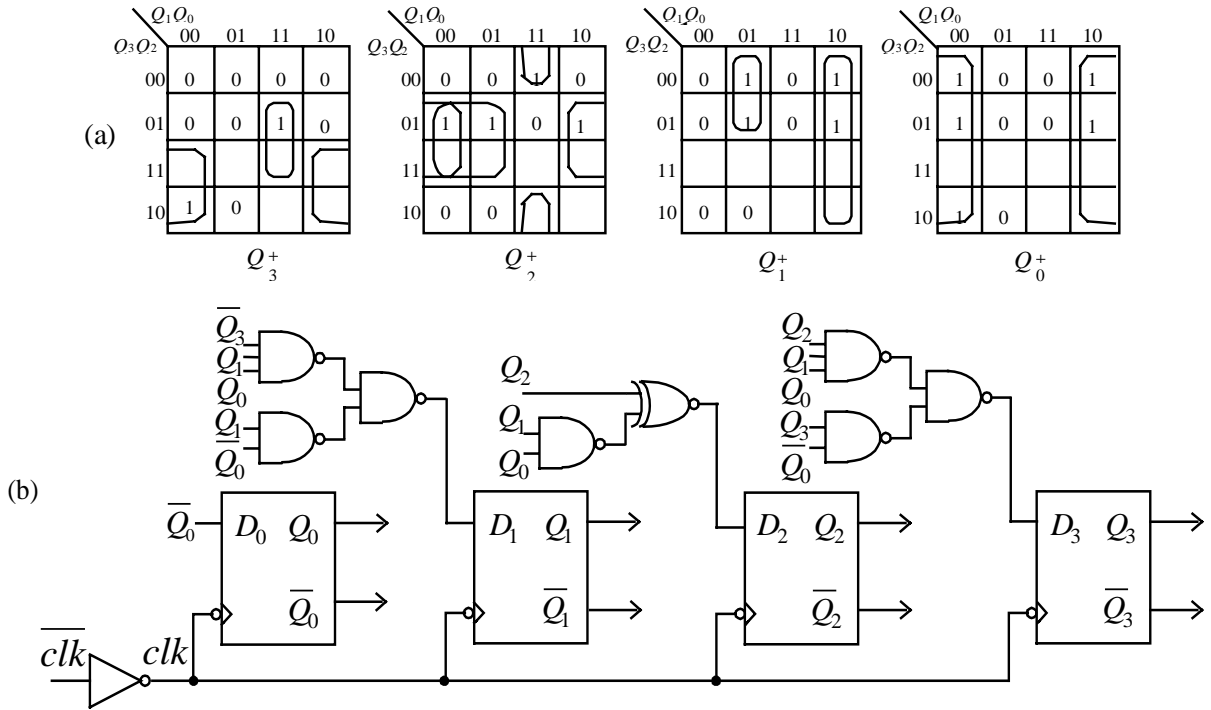 (a)
Q₁Q₀
00 01 11 10
Q₃Q₂
00 0 0 0 0
01 0 0 1 0
11
10 1 0
Q₃⁺
Q₁Q₀
00 01 11 10
Q₃Q₂
00 0 0 1 0
01 1 1 0 1
11
10 0 0
Q₂⁺
Q₁Q₀
00 01 11 10
Q₃Q₂
00 0 1 0 1
01 0 1 0 1
11
10 0 0
Q₁⁺
Q₁Q₀
00 01 11 10
Q₃Q₂
00 1 0 0 1
01 1 0 0 1
11
10 1 0
Q₀⁺
(b)
Q̅₃
Q₁
Q₀
Q₁
Q̅₀
Q₂
Q₁
Q₀
Q₂
Q₁
Q₀
Q₃
Q̅₀
Q̅₀ D₀ Q₀
Q̅₀
D₁ Q₁
Q̅₁
D₂ Q₂
Q̅₂
D₃ Q₃
Q̅₃
c̅l̅k̅ clk